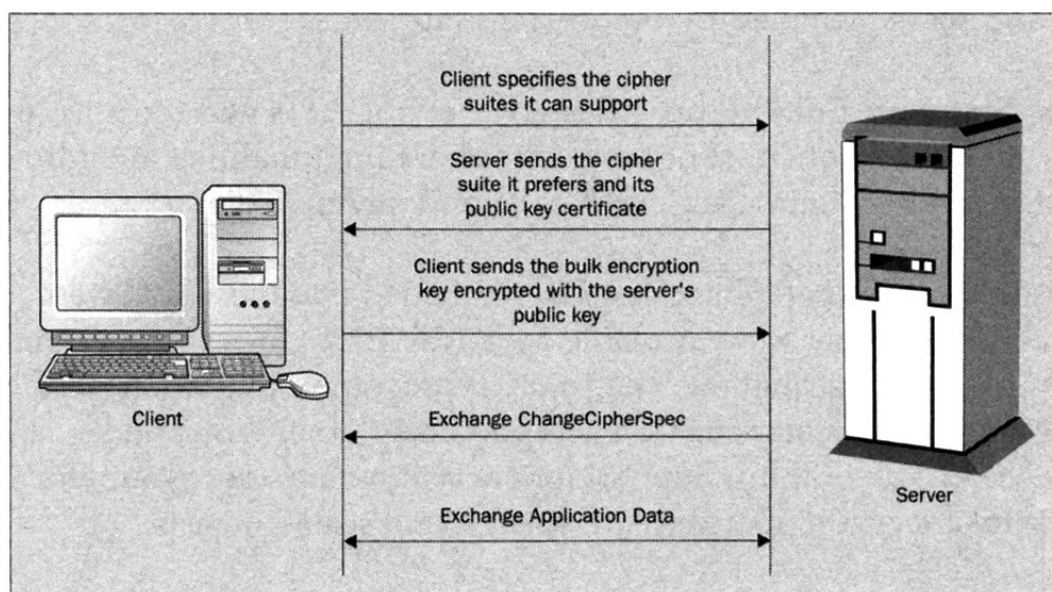 Client specifies the cipher
suites it can support
Server sends the cipher
suite it prefers and its
public key certificate
Client sends the bulk encryption
key encrypted with the server's
public key
Client
Exchange ChangeCipherSpec
Server
Exchange Application Data